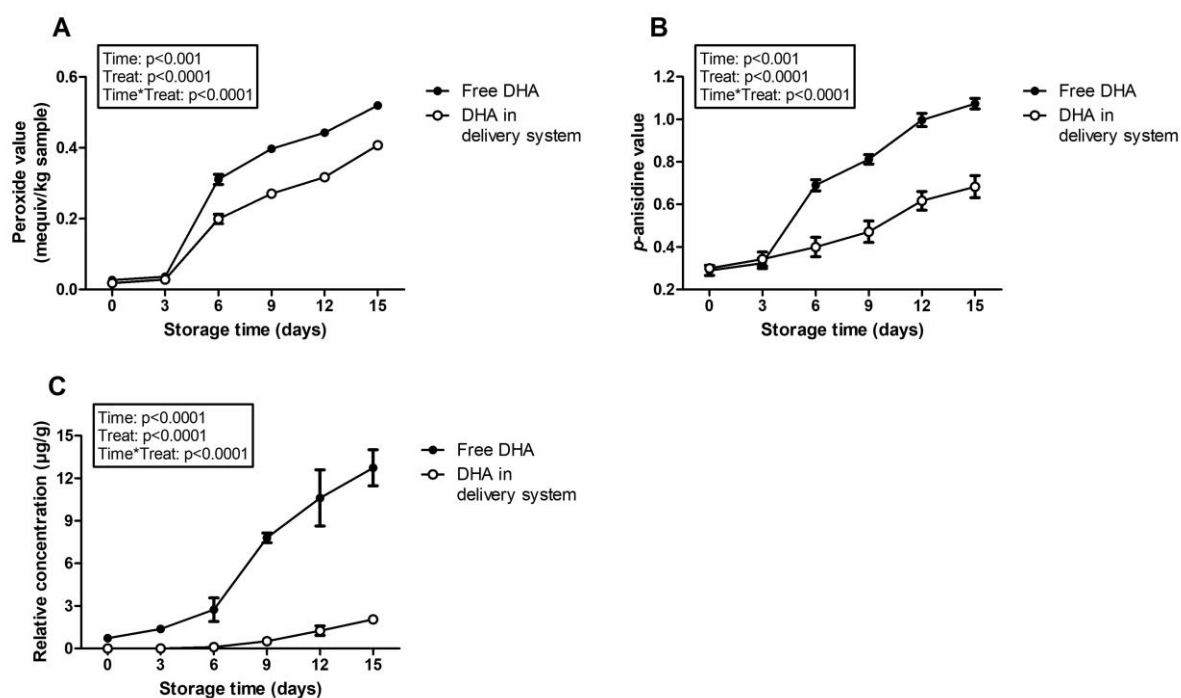 A
Time: p<0.001
Treat: p<0.0001
Time*Treat: p<0.0001
Peroxide value
(mequiv/kg sample)
0.6
0.4
0.2
0.0
0 3 6 9 12 15
Storage time (days)
Free DHA
DHA in
delivery system
B
Time: p<0.001
Treat: p<0.0001
Time*Treat: p<0.0001
p-anisidine value
1.2
1.0
0.8
0.6
0.4
0.2
0 3 6 9 12 15
Storage time (days)
Free DHA
DHA in
delivery system
C
Time: p<0.0001
Treat: p<0.0001
Time*Treat: p<0.0001
Relative concentration (µg/g)
15
12
9
6
3
0
0 3 6 9 12 15
Storage time (days)
Free DHA
DHA in
delivery system